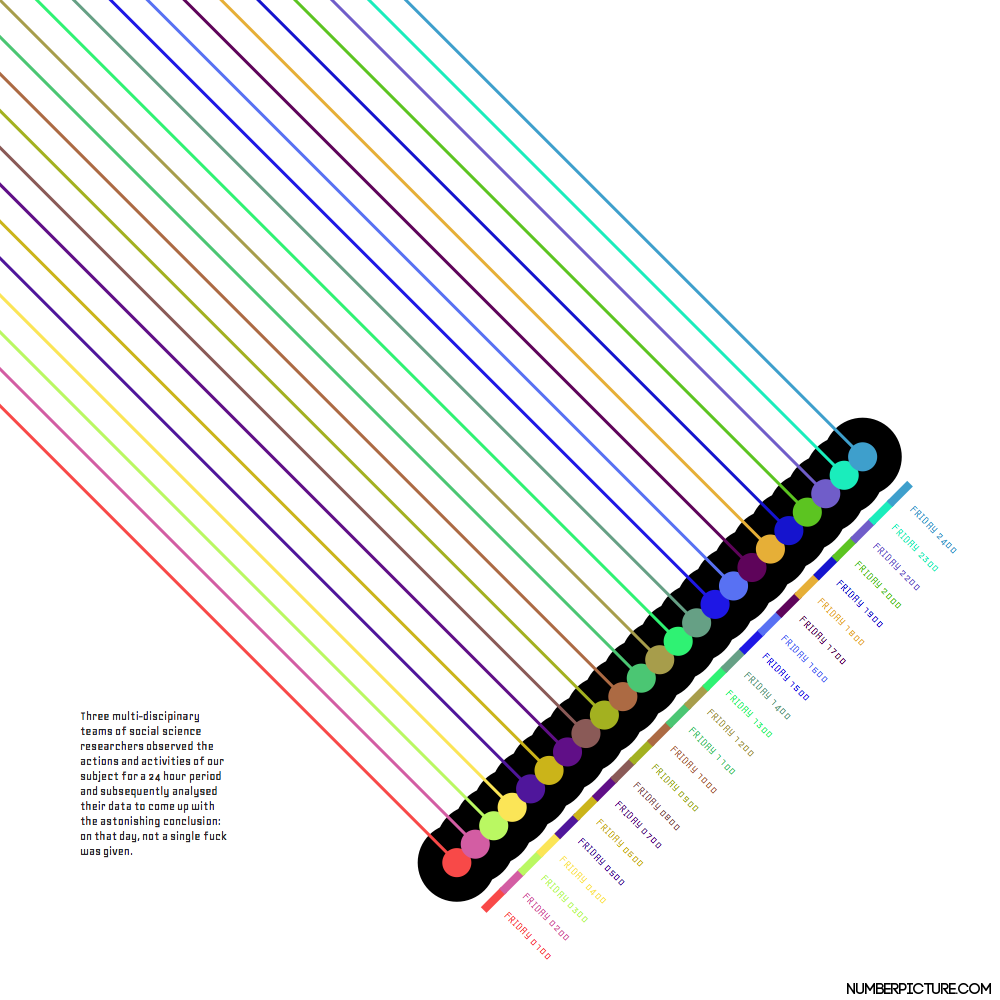 FRIDAY 2400
FRIDAY 2300
FRIDAY 2200
FRIDAY 2000
FRIDAY 1900
FRIDAY 1800
FRIDAY 1700
FRIDAY 1600
FRIDAY 1500
FRIDAY 1400
FRIDAY 1300
FRIDAY 1200
FRIDAY 1100
FRIDAY 1000
FRIDAY 0900
FRIDAY 0800
FRIDAY 0700
FRIDAY 0600
FRIDAY 0500
FRIDAY 0400
FRIDAY 0300
FRIDAY 0200
FRIDAY 0100
Three multi-discipinary
teams of social science
researchers observed the
actions and activities of our
subject for a 24 hour period
and subsequently analysed
their data to come up with
the astonishing conclusion:
on that day, not a single fuck
was given.
NUMBERPICTURE.COM